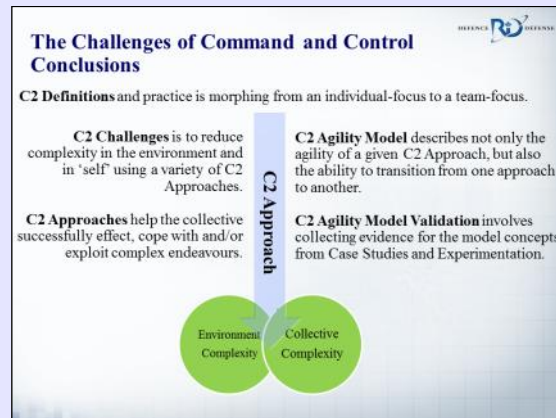 The Challenges of Command and Control
Conclusions
DEFENCE R&D DEFENSE
C2 Definitions and practice is morphing from an individual-focus to a team-focus.
C2 Challenges is to reduce
complexity in the environment and
in ‘self’ using a variety of C2
Approaches.
C2 Approaches help the collective
successfully effect, cope with and/or
exploit complex endeavours.
C2 Approach
C2 Agility Model describes not only the
agility of a given C2 Approach, but also
the ability to transition from one approach
to another.
C2 Agility Model Validation involves
collecting evidence for the model concepts
from Case Studies and Experimentation.
Environment
Complexity
Collective
Complexity